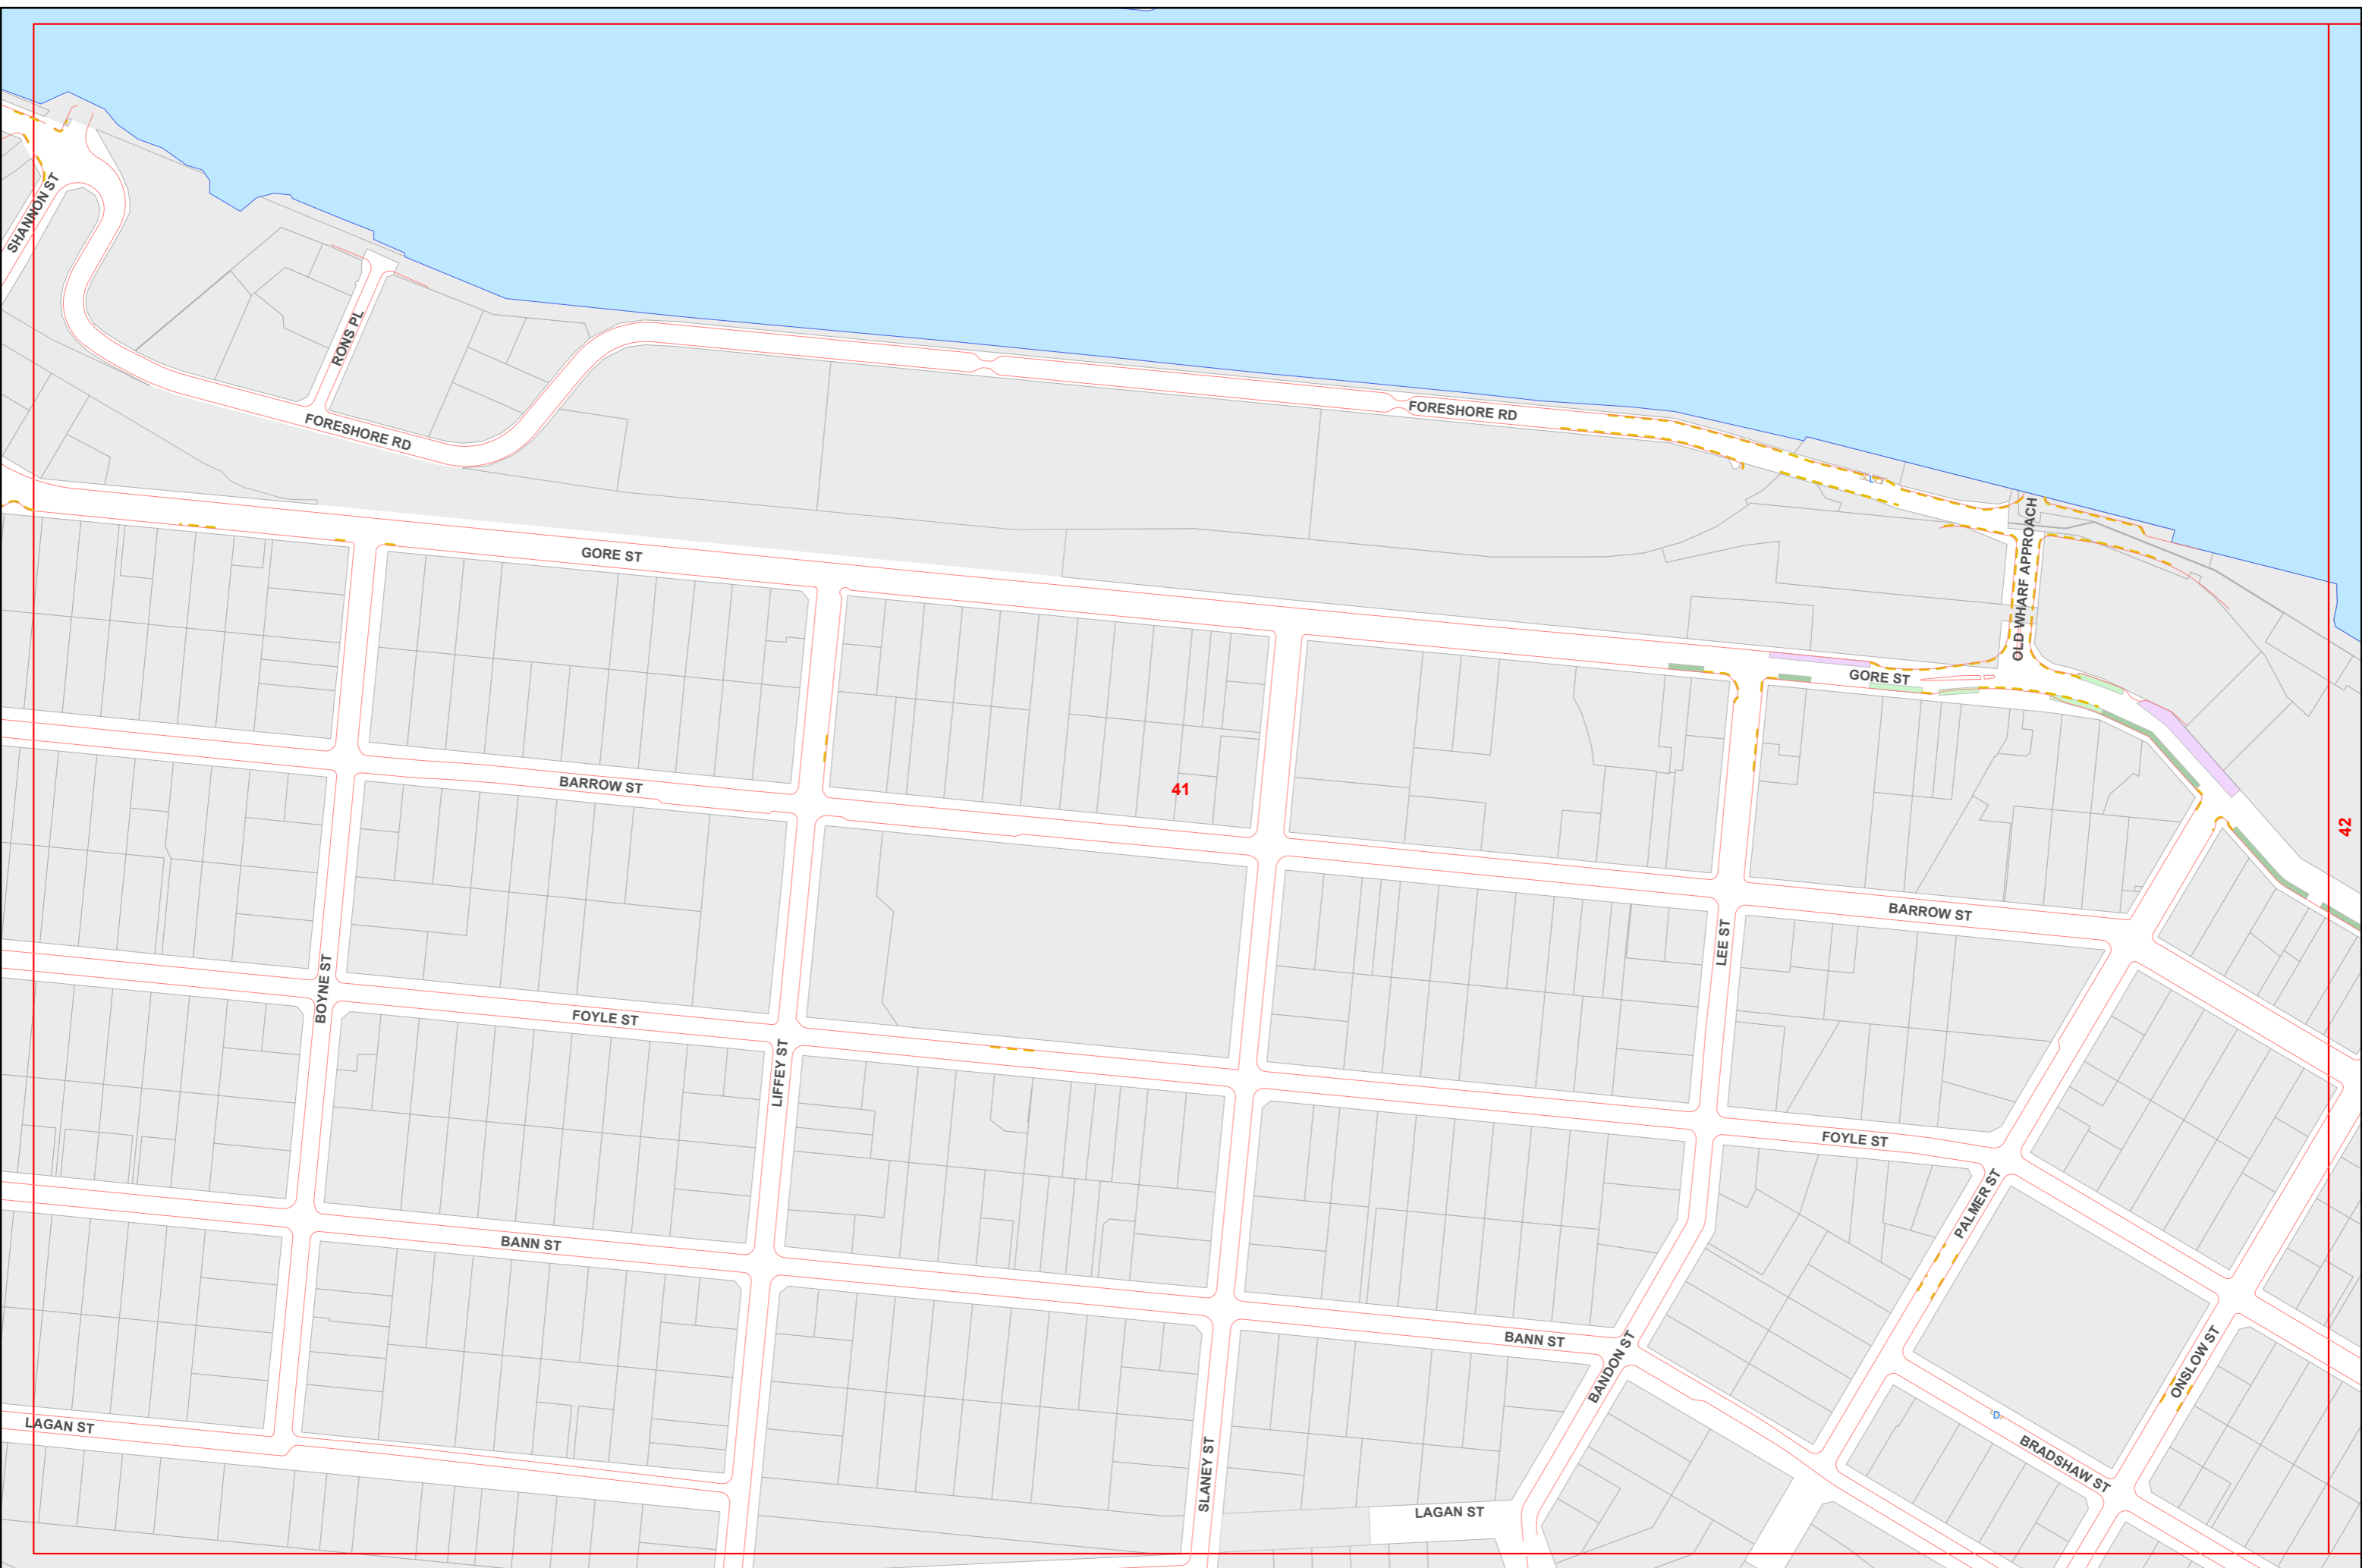 SHANNON ST
RONS PL
FORESHORE RD
FORESHORE RD
L
OLD WHARF APPROACH
GORE ST
GORE ST
BARROW ST
41
42
BARROW ST
LEE ST
BOYNE ST
FOYLE ST
LIFFEY ST
FOYLE ST
PALMER ST
BANN ST
BANN ST
BANDON ST
ONSLOW ST
LAGAN ST
D
BRADSHAW ST
SLANEY ST
LAGAN ST